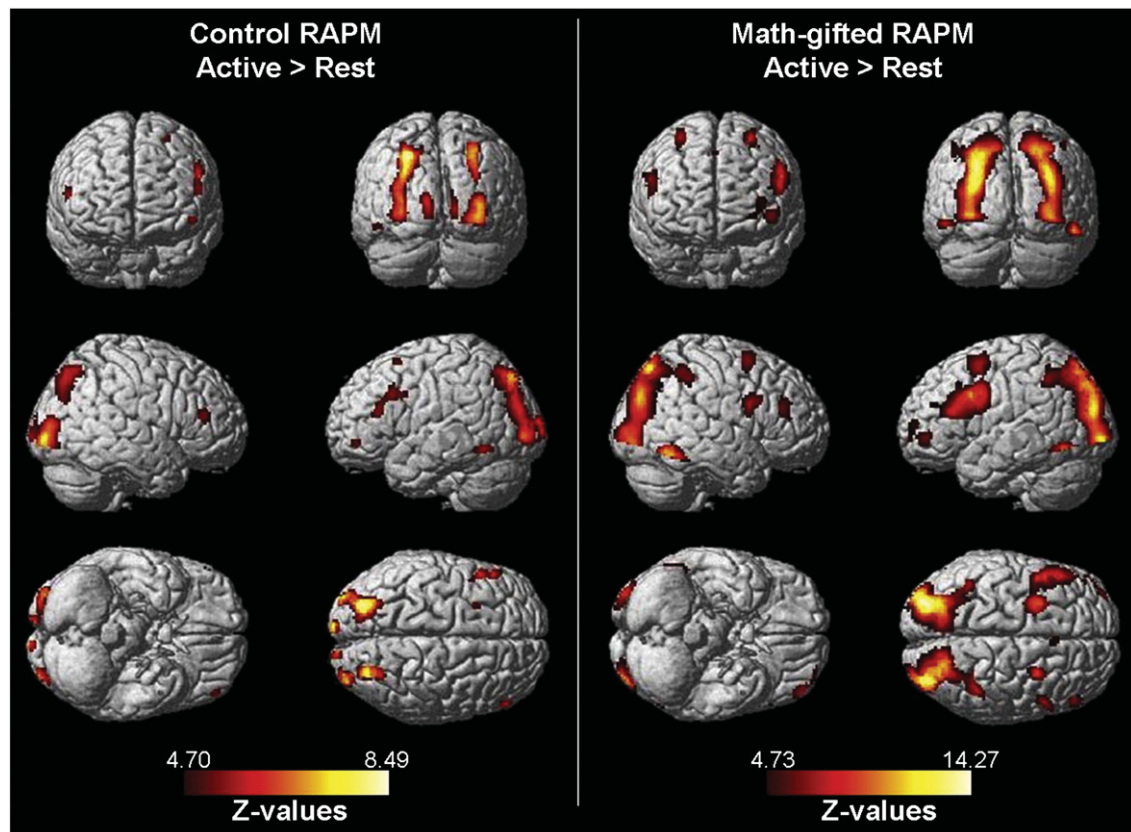 Control RAPM
Active > Rest
Math-gifted RAPM
Active > Rest
4.70 8.49
Z-values
4.73 14.27
Z-values